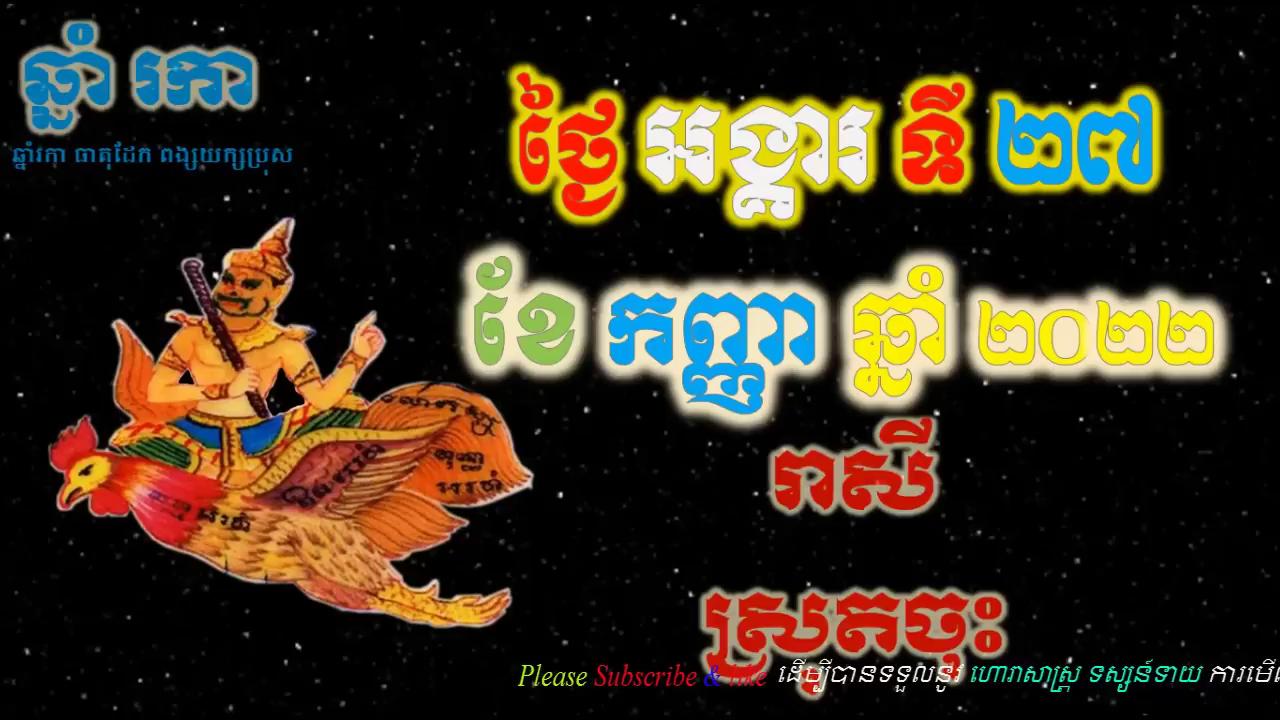 ឆ្នាំ រកា
ឆ្នាំរកា ធាតុដែក ពង្សយក្សប្រុស
ថ្ងៃ អង្គារ ទី ២៧
ខែ កញ្ញា ឆ្នាំ ២០២២
រាសី
ស្រុតចុះ
Please Subscribe & like ដើម្បីបានទទួលនូវ ហោរាសាស្ត្រ ទស្សន៍ទាយ ការមើល